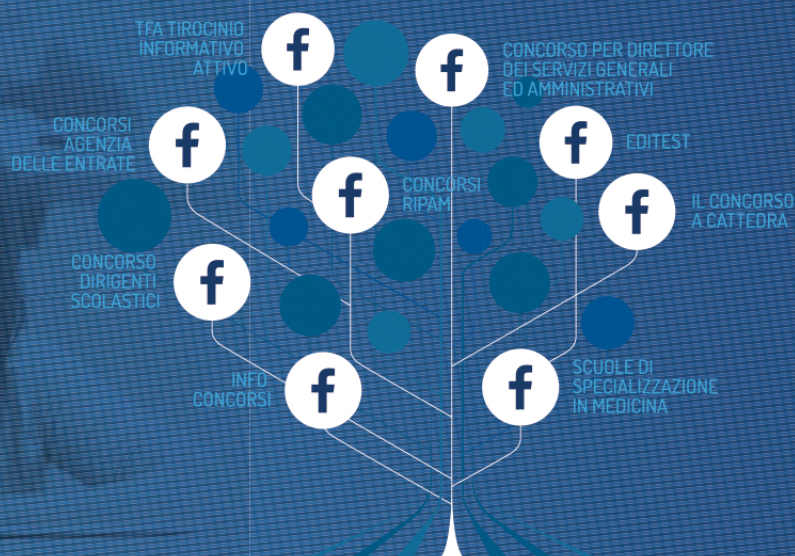 TFA TIROCINIO
INFORMATIVO
ATTIVO
CONCORSO PER DIRETTORE
DEI SERVIZI GENERALI
ED AMMINISTRATIVI
CONCORSI
AGENZIA
DELLE ENTRATE
EDITEST
CONCORSI
RIPAM
IL CONCORSO
A CATTEDRA
CONCORSO
DIRIGENTI
SCOLASTICI
INFO
CONCORSI
SCUOLE DI
SPECIALIZZAZIONE
IN MEDICINA